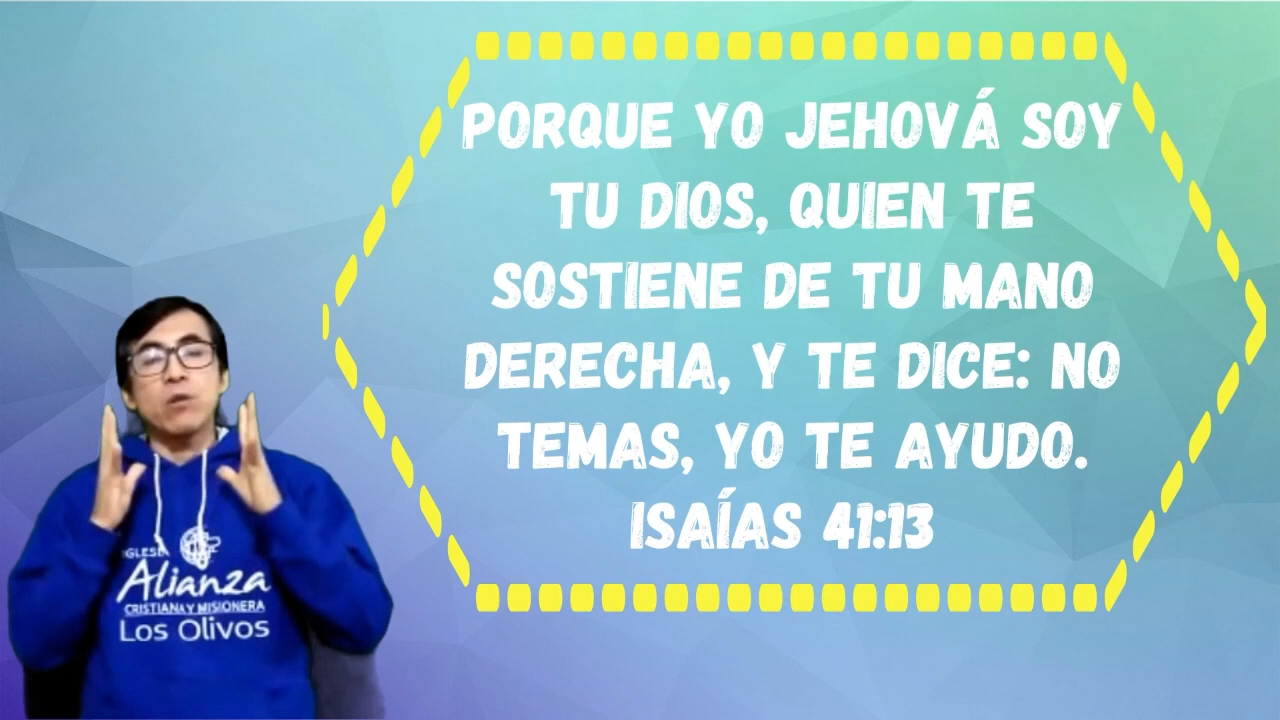 PORQUE YO JEHOVÁ SOY
TU DIOS, QUIEN TE
SOSTIENE DE TU MANO
DERECHA, Y TE DICE: NO
TEMAS, YO TE AYUDO.
ISAÍAS 41:13
Alianza
CRISTIANA Y MISIONERA
Los Olivos